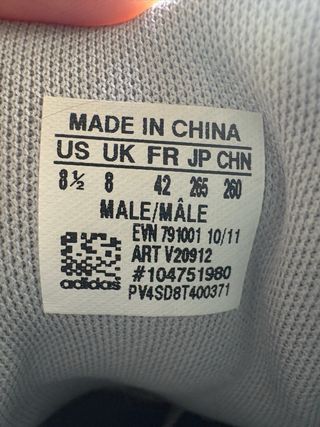 MADE IN CHINA
US UK FR JP CHN
8½ 8 42 265 260
MALE/MÂLE
EVN 791001 10/11
ART V20912
#104751980
adidas PV4SD8T400371